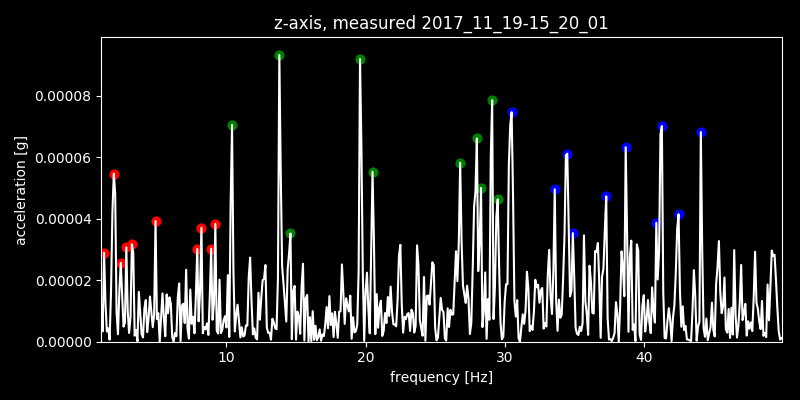 z-axis, measured 2017_11_19-15_20_01
acceleration [g]
0.00008
0.00006
0.00004
0.00002
0.00000
10 20 30 40
frequency [Hz]